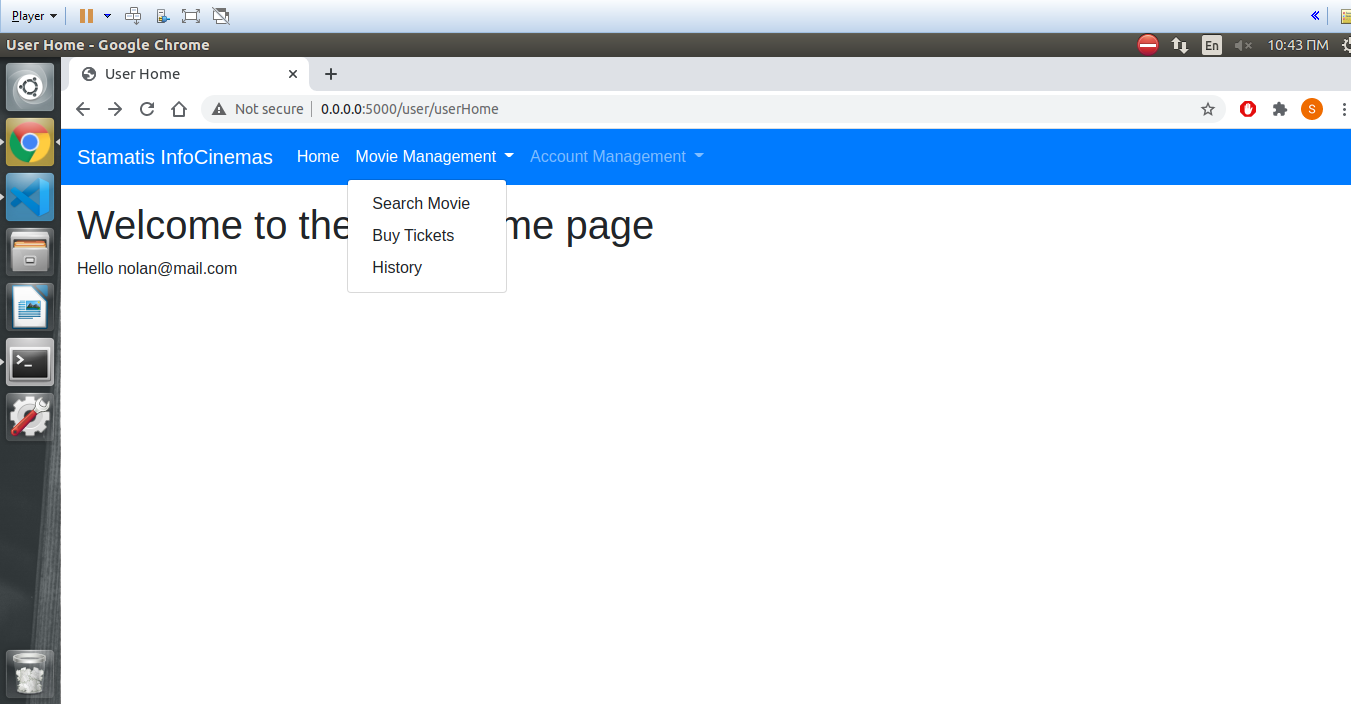 Player
User Home - Google Chrome
En
10:43 ΠΜ
User Home
Not secure
0.0.0.0:5000/user/userHome
S
Stamatis InfoCinemas Home Movie Management Account Management
Search Movie
Buy Tickets
History
Welcome to the me page
Hello nolan@mail.com